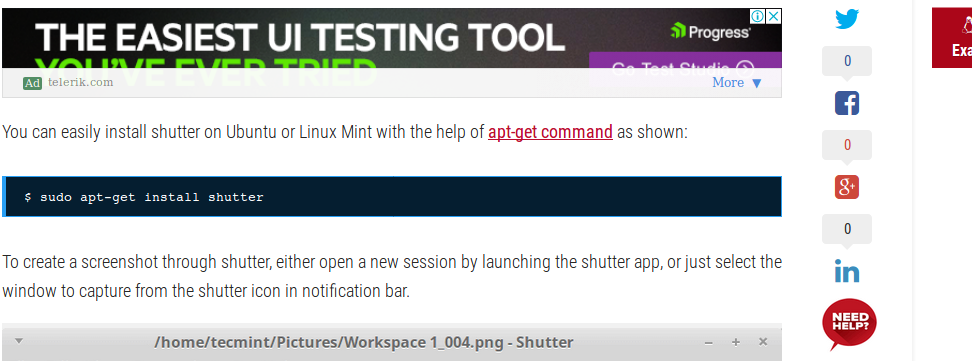 THE EASIEST UI TESTING TOOL
YOU'VE EVER TRIED
Progress
Go Test Studio
Ad telerik.com
More
You can easily install shutter on Ubuntu or Linux Mint with the help of apt-get command as shown:
$ sudo apt-get install shutter
To create a screenshot through shutter, either open a new session by launching the shutter app, or just select the
window to capture from the shutter icon in notification bar.
/home/tecmint/Pictures/Workspace 1_004.png - Shutter
0
0
g+
0
in
NEED
HELP?